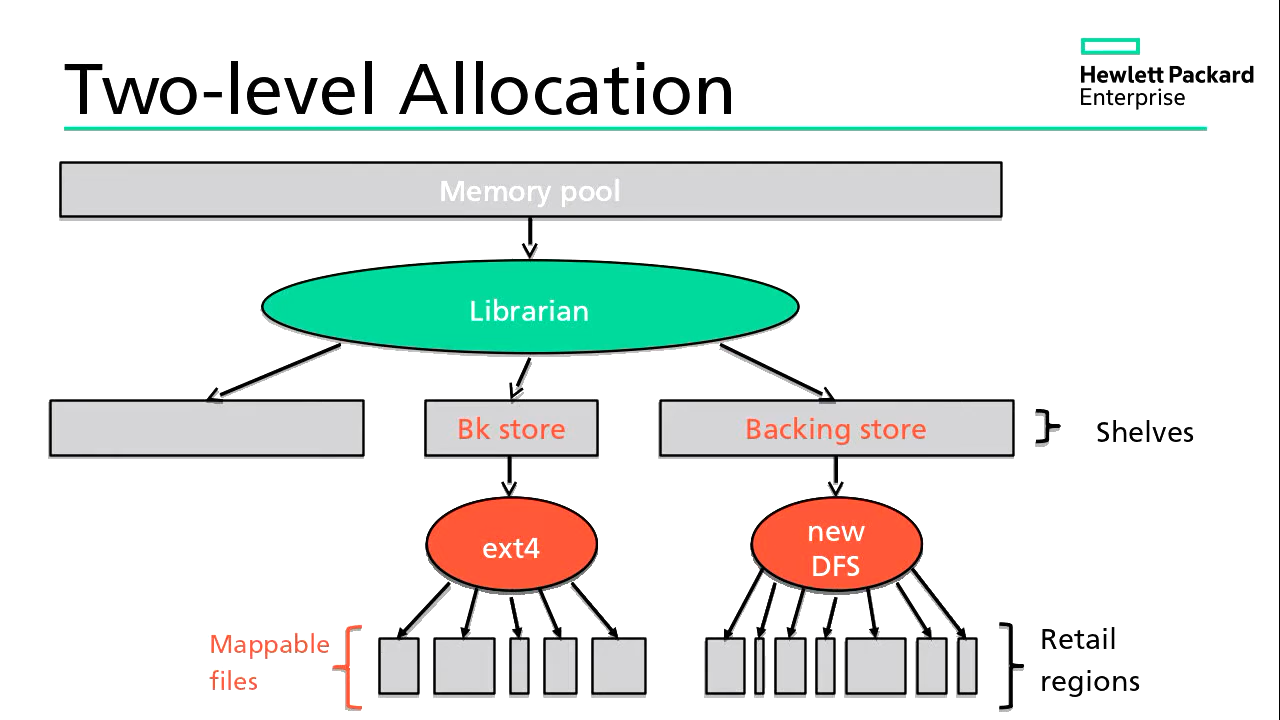 Two-level Allocation
Hewlett Packard
Enterprise
Memory pool
Librarian
Bk store
Backing store
Shelves
ext4
new
DFS
Mappable
files
Retail
regions